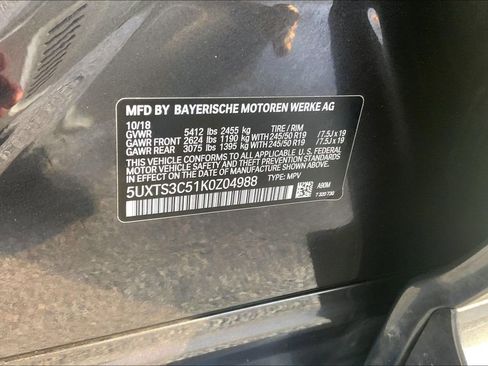 MFD BY BAYERISCHE MOTOREN WERKE AG
10/18
GVWR 5412 lbs 2455 kg TIRE / RIM
GAWR FRONT 2624 lbs 1190 kg WITH 245/50 R19 /7.5J x 19
GAWR REAR 3075 lbs 1395 kg WITH 245/50 R19 /7.5J x 19
THIS VEHICLE CONFORMS TO ALL APPLICABLE U.S. FEDERAL
MOTOR VEHICLE SAFETY AND THEFT PREVENTION STANDARDS
IN EFFECT ON THE DATE OF MANUFACTURE SHOWN ABOVE.
5UXTS3C51K0Z04988 TYPE: MPV
A90M
7 320 730